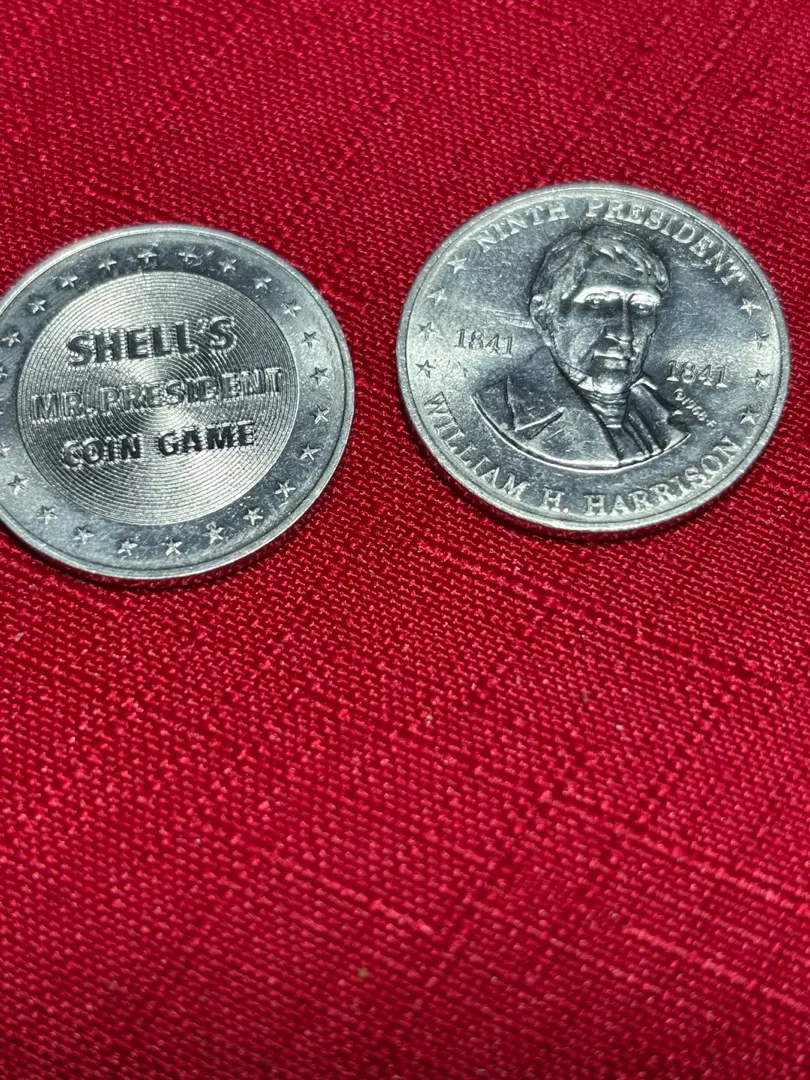 SHELL'S
MR. PRESIDENT
COIN GAME
NINTH PRESIDENT
1841
1841
WILLIAM H. HARRISON